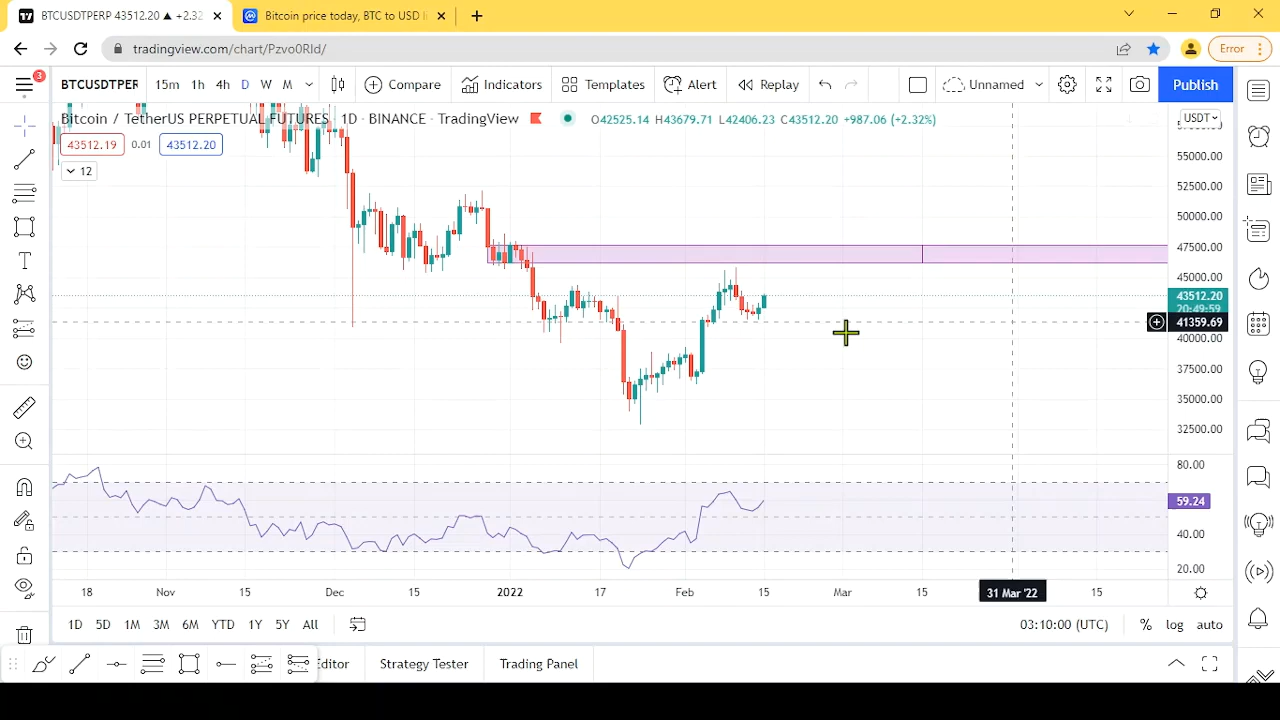 BTCUSDTPERP 43512.20 ▲ +2.32
Bitcoin price today, BTC to USD li
tradingview.com/chart/Pzvo0RId/
Error
3
BTCUSDTPER 15m 1h 4h D W M Compare Indicators Templates Alert Replay Unnamed Publish
Bitcoin / TetherUS PERPETUAL FUTURES · 1D · BINANCE · TradingView O42525.14 H43679.71 L42406.23 C43512.20 +987.06 (+2.32%)
USDT
43512.19 0.01 43512.20
12
55000.00
52500.00
50000.00
47500.00
45000.00
43512.20
20:49:59
41359.69
40000.00
37500.00
35000.00
32500.00
80.00
59.24
40.00
20.00
18 Nov 15 Dec 15 2022 17 Feb 15 Mar 15 31 Mar '22 15
1D 5D 1M 3M 6M YTD 1Y 5Y All 03:10:00 (UTC) % log auto
Editor Strategy Tester Trading Panel